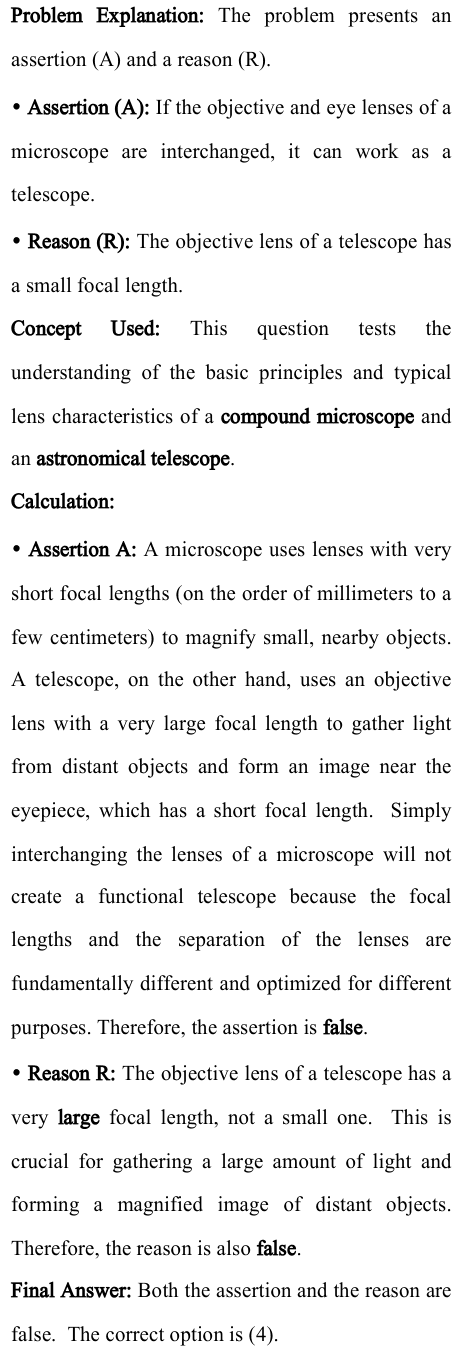 Problem Explanation: The problem presents an
assertion (A) and a reason (R).
• Assertion (A): If the objective and eye lenses of a
microscope are interchanged, it can work as a
telescope.
• Reason (R): The objective lens of a telescope has
a small focal length.
Concept Used: This question tests the
understanding of the basic principles and typical
lens characteristics of a compound microscope and
an astronomical telescope.
Calculation:
• Assertion A: A microscope uses lenses with very
short focal lengths (on the order of millimeters to a
few centimeters) to magnify small, nearby objects.
A telescope, on the other hand, uses an objective
lens with a very large focal length to gather light
from distant objects and form an image near the
eyepiece, which has a short focal length. Simply
interchanging the lenses of a microscope will not
create a functional telescope because the focal
lengths and the separation of the lenses are
fundamentally different and optimized for different
purposes. Therefore, the assertion is false.
• Reason R: The objective lens of a telescope has a
very large focal length, not a small one. This is
crucial for gathering a large amount of light and
forming a magnified image of distant objects.
Therefore, the reason is also false.
Final Answer: Both the assertion and the reason are
false. The correct option is (4).